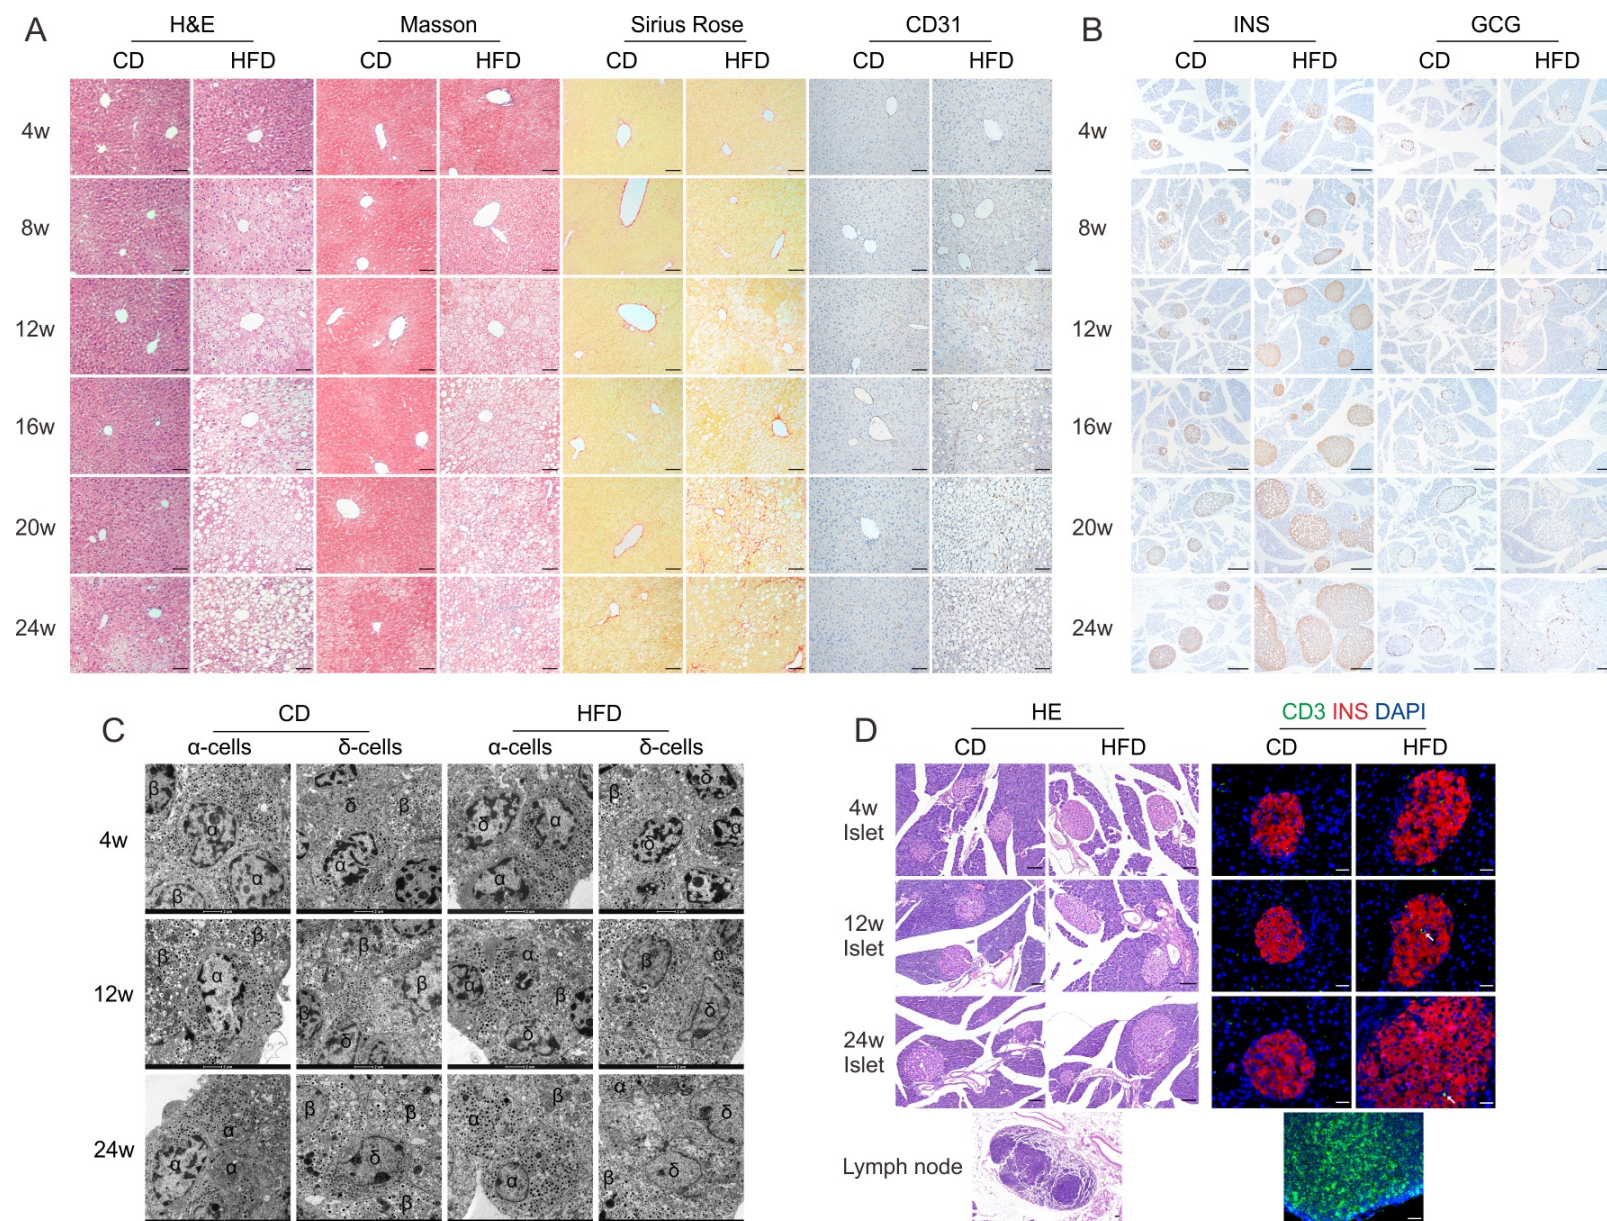 A
H&E Masson Sirius Rose CD31
CD HFD CD HFD CD HFD CD HFD
4w
8w
12w
16w
20w
24w
B
INS GCG
CD HFD CD HFD
4w
8w
12w
16w
20w
24w
C
CD HFD
α-cells δ-cells α-cells δ-cells
4w
β α α β
δ β α
δ α
β δ α δ
12w
β β α
β β δ
α α β δ
β α δ
24w
α α α
β β δ β
α β α β
α δ β δ
D
HE CD3 INS DAPI
CD HFD CD HFD
4w
Islet
12w
Islet
24w
Islet
Lymph node